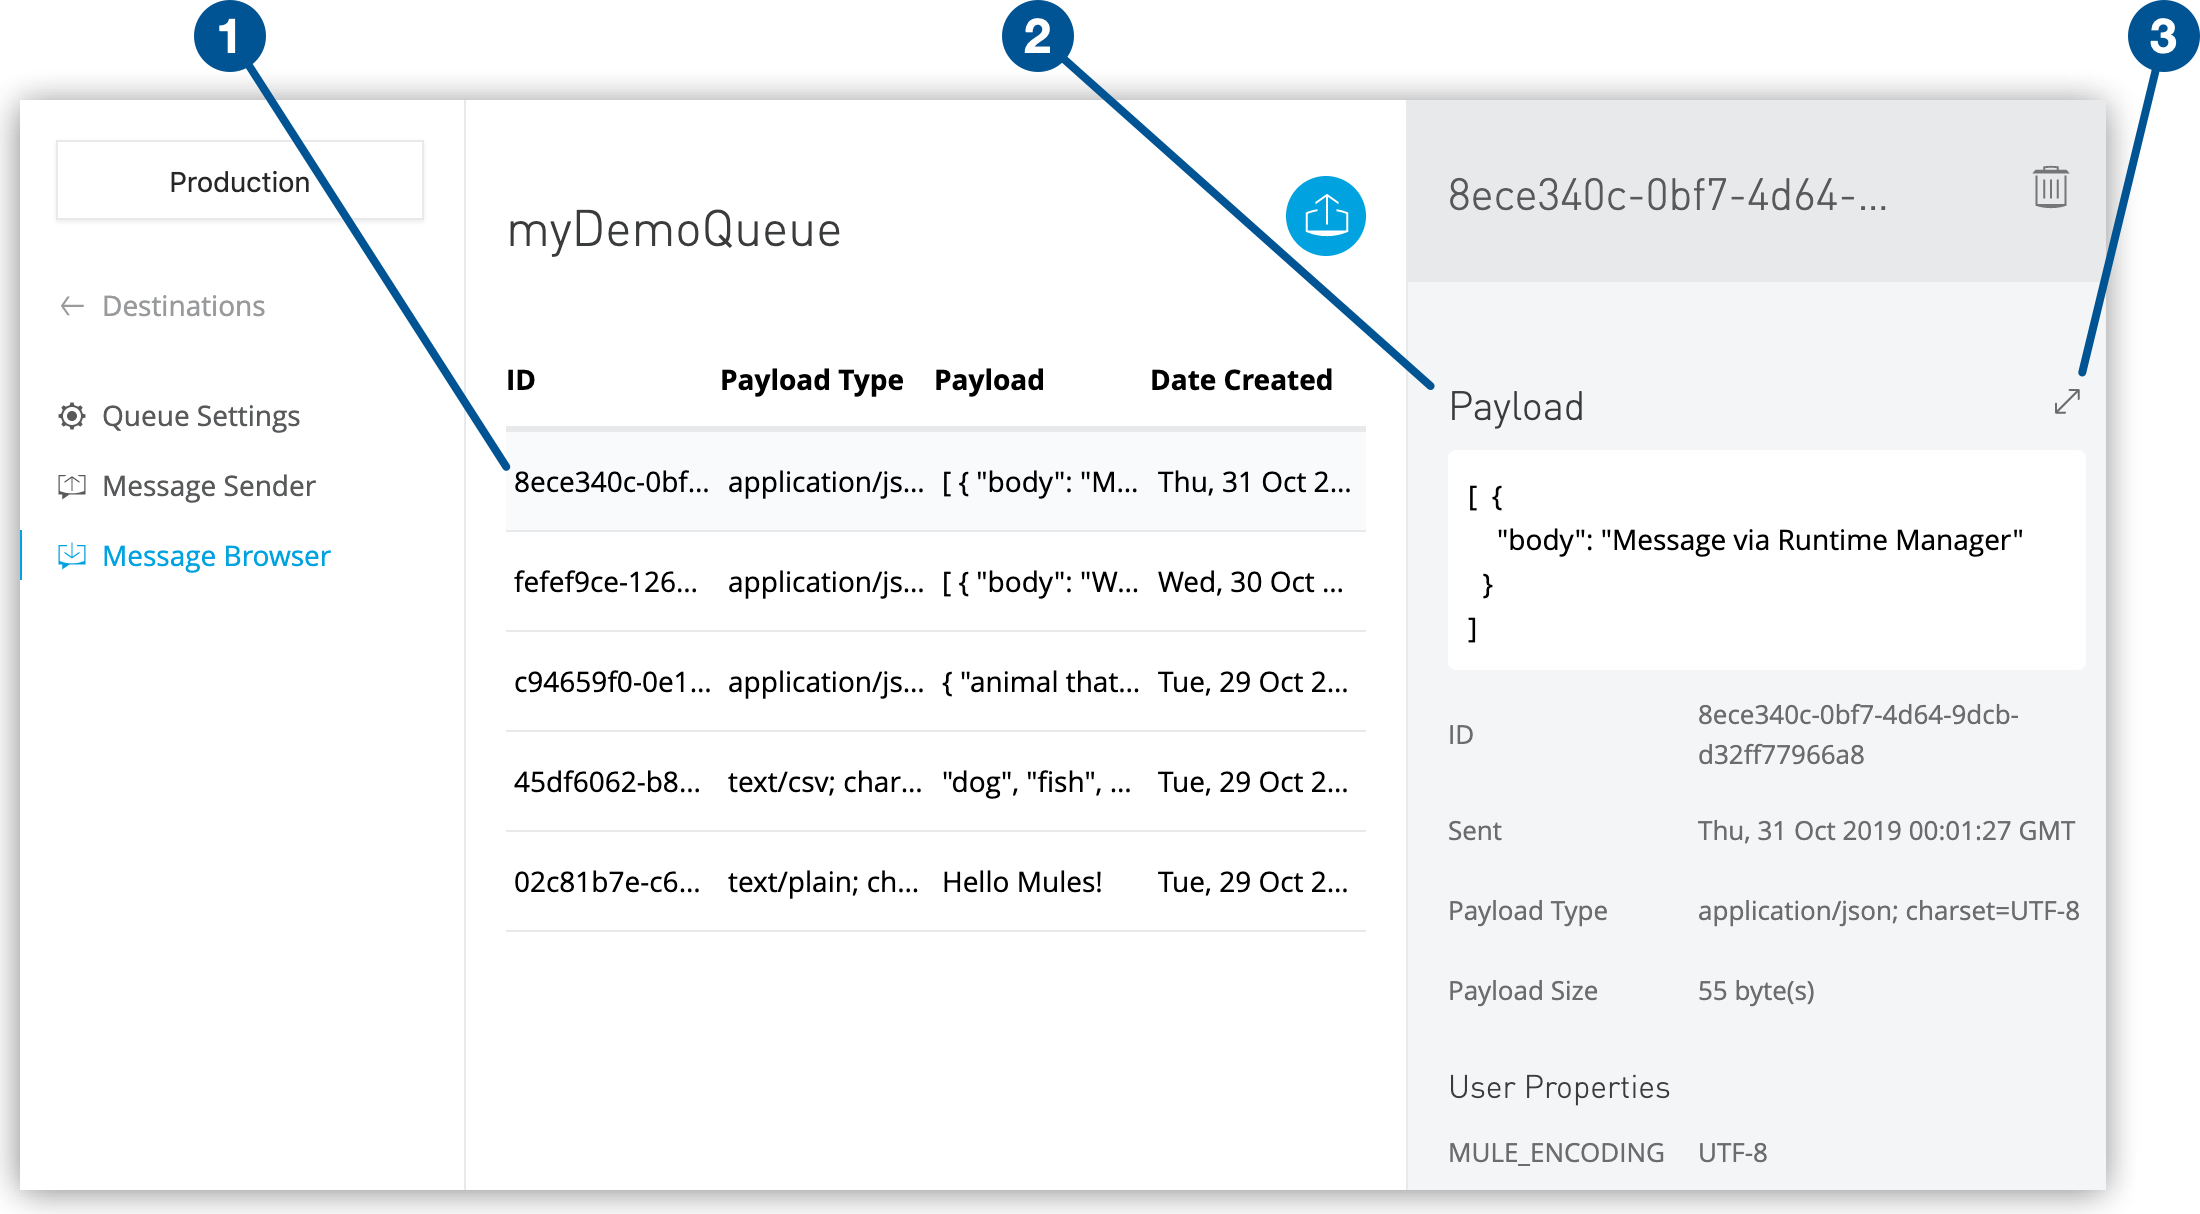 1
2
3
Production
Destinations
Queue Settings
Message Sender
Message Browser
myDemoQueue
ID Payload Type Payload Date Created
8ece340c-0bf... application/js... [ { "body": "M... Thu, 31 Oct 2...
fefef9ce-126... application/js... [ { "body": "W... Wed, 30 Oct ...
c94659f0-0e1... application/js... { "animal that... Tue, 29 Oct 2...
45df6062-b8... text/csv; char... "dog", "fish", ... Tue, 29 Oct 2...
02c81b7e-c6... text/plain; ch... Hello Mules! Tue, 29 Oct 2...
8ece340c-0bf7-4d64-...
Payload
[ {
"body": "Message via Runtime Manager"
}
]
ID 8ece340c-0bf7-4d64-9dcb-
d32ff77966a8
Sent Thu, 31 Oct 2019 00:01:27 GMT
Payload Type application/json; charset=UTF-8
Payload Size 55 byte(s)
User Properties
MULE_ENCODING UTF-8